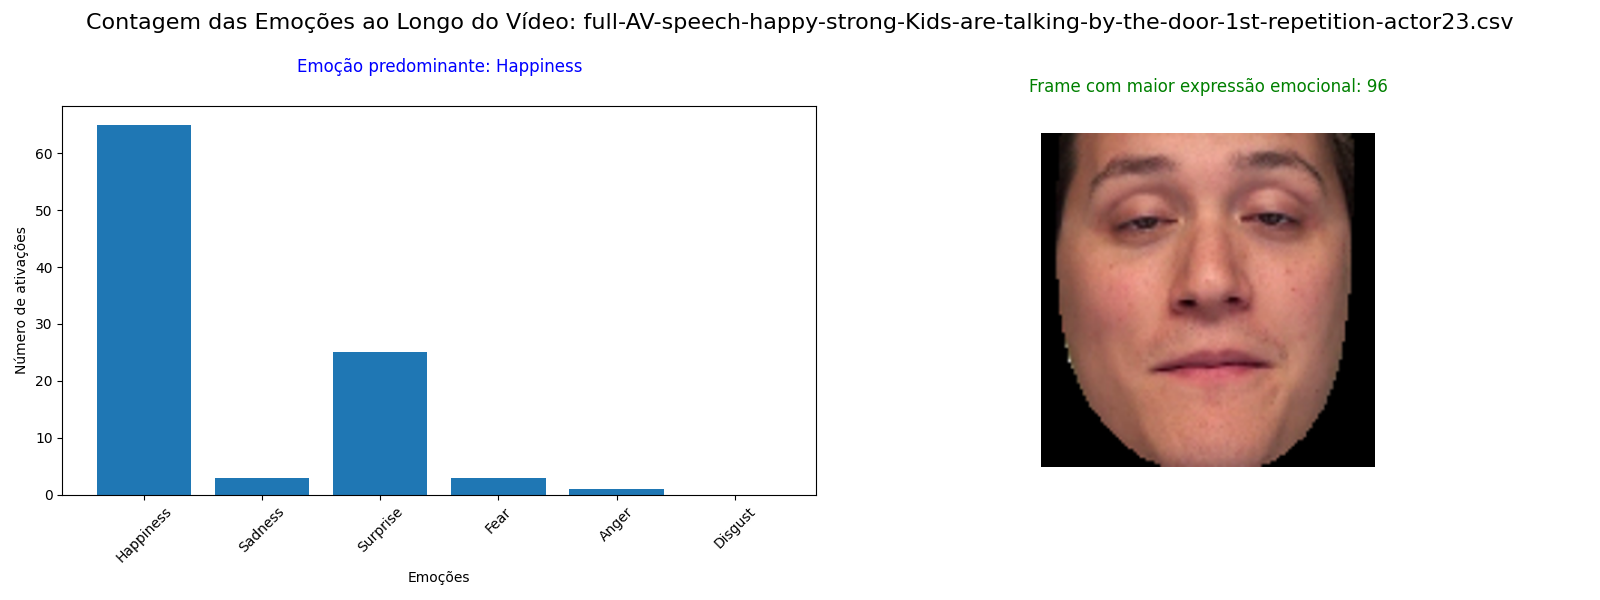 Contagem das Emoções ao Longo do Vídeo: full-AV-speech-happy-strong-Kids-are-talking-by-the-door-1st-repetition-actor23.csv
Emoção predominante: Happiness
Frame com maior expressão emocional: 96
Número de ativações
60
50
40
30
20
10
0
Happiness
Sadness
Surprise
Fear
Anger
Disgust
Emoções